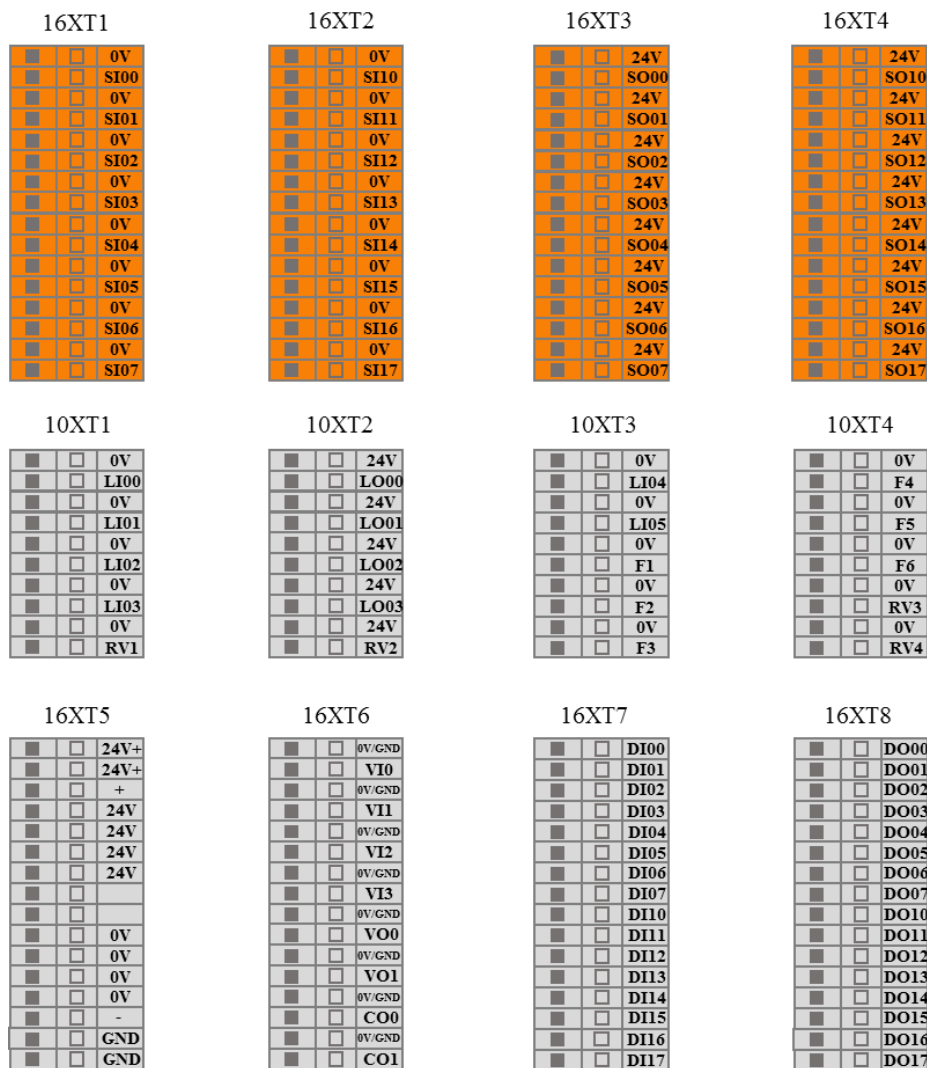 16XT1 16XT2 16XT3 16XT4
0V 0V 24V 24V
SI00 SI10 SO00 SO10
0V 0V 24V 24V
SI01 SI11 SO01 SO11
0V 0V 24V 24V
SI02 SI12 SO02 SO12
0V 0V 24V 24V
SI03 SI13 SO03 SO13
0V 0V 24V 24V
SI04 SI14 SO04 SO14
0V 0V 24V 24V
SI05 SI15 SO05 SO15
0V 0V 24V 24V
SI06 SI16 SO06 SO16
0V 0V 24V 24V
SI07 SI17 SO07 SO17
10XT1 10XT2 10XT3 10XT4
0V 24V 0V 0V
LI00 LO00 LI04 F4
0V 24V 0V 0V
LI01 LO01 LI05 F5
0V 24V 0V 0V
LI02 LO02 F1 F6
0V 24V 0V 0V
LI03 LO03 F2 RV3
0V 24V 0V 0V
RV1 RV2 F3 RV4
16XT5 16XT6 16XT7 16XT8
24V+ 0V/GND DI00 DO00
24V+ VI0 DI01 DO01
+ 0V/GND DI02 DO02
24V VI1 DI03 DO03
24V 0V/GND DI04 DO04
24V VI2 DI05 DO05
24V 0V/GND DI06 DO06
VI3 DI07 DO07
0V/GND DI10 DO10
0V VO0 DI11 DO11
0V 0V/GND DI12 DO12
0V VO1 DI13 DO13
0V 0V/GND DI14 DO14
- CO0 DI15 DO15
GND 0V/GND DI16 DO16
GND CO1 DI17 DO17